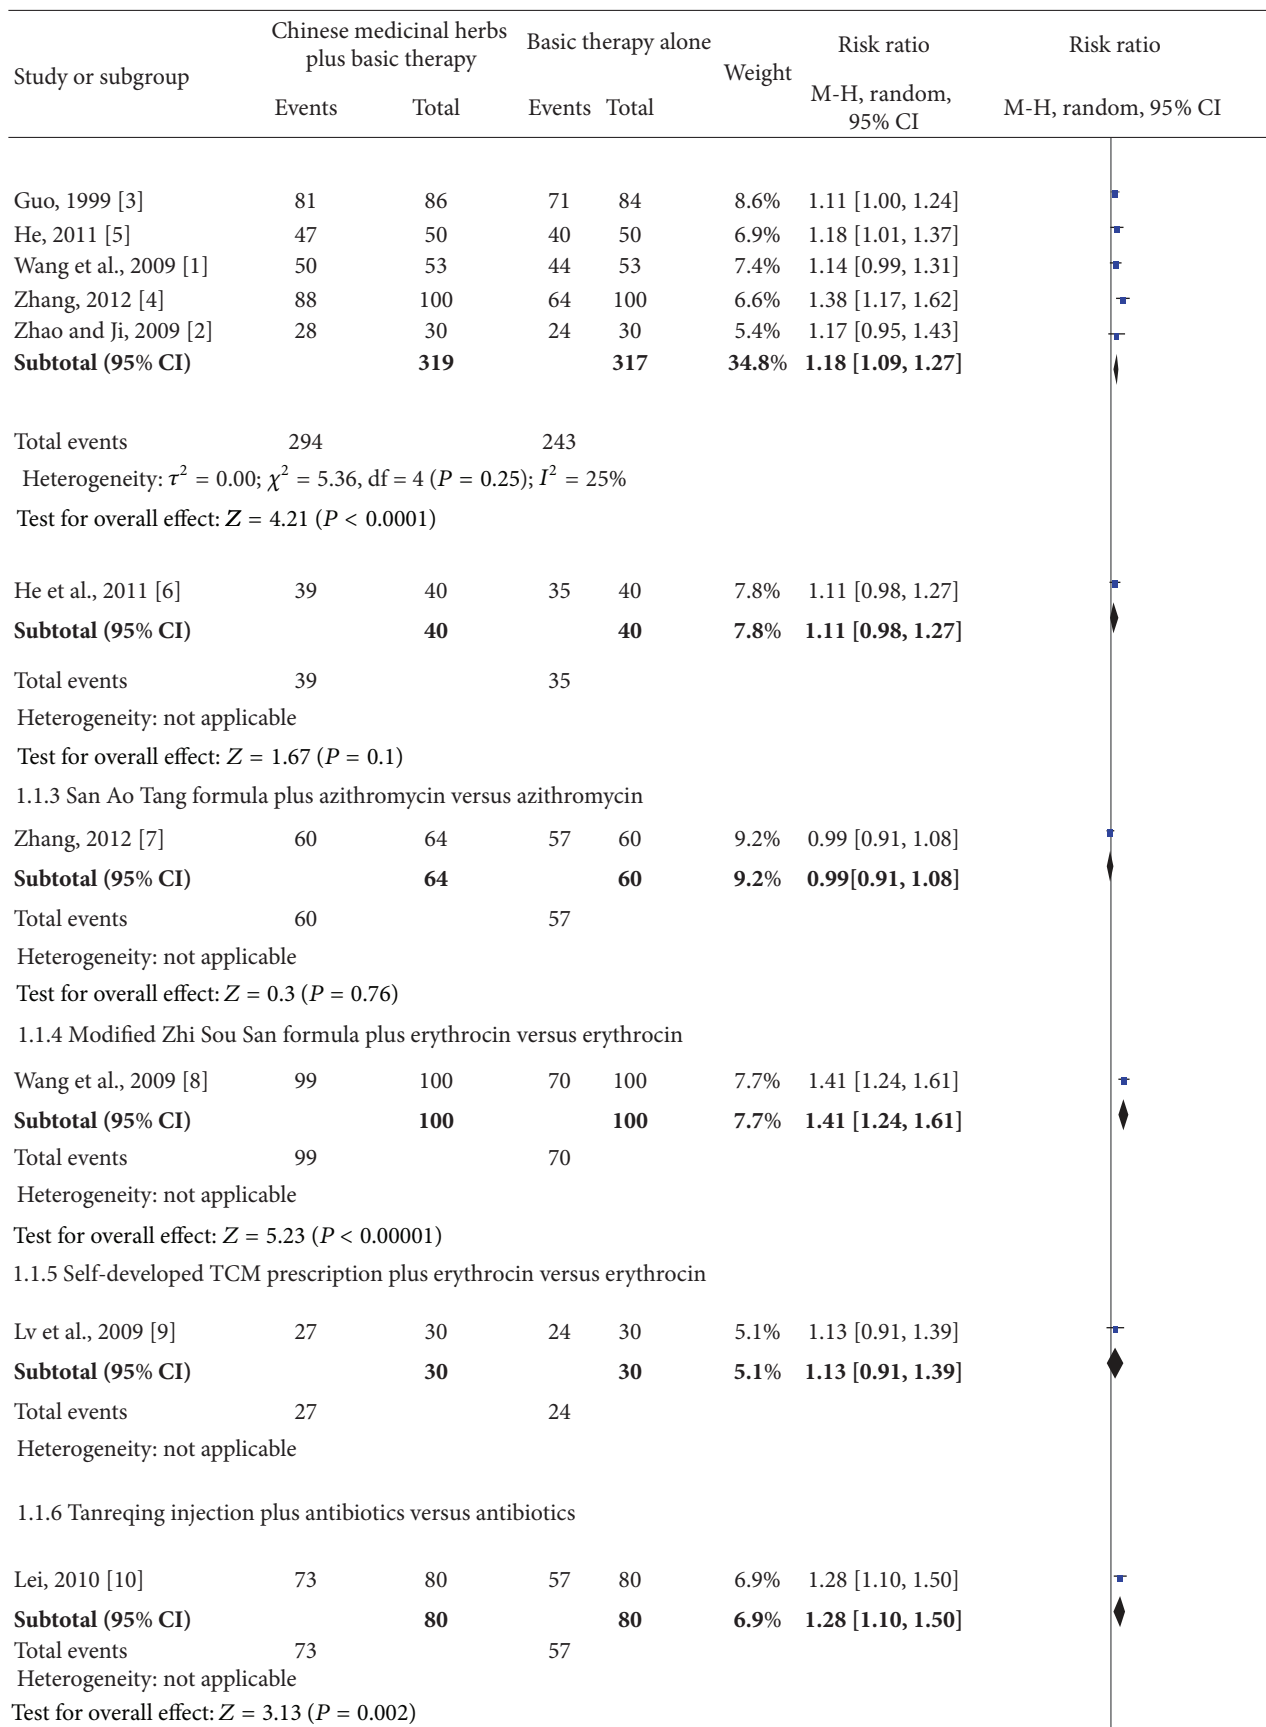 Study or subgroup
Chinese medicinal herbs
plus basic therapy
Basic therapy alone
Weight
Risk ratio
Risk ratio
Events Total Events Total
M-H, random,
95% CI
M-H, random, 95% CI
Guo, 1999 [3] 81 86 71 84 8.6% 1.11 [1.00, 1.24]
He, 2011 [5] 47 50 40 50 6.9% 1.18 [1.01, 1.37]
Wang et al., 2009 [1] 50 53 44 53 7.4% 1.14 [0.99, 1.31]
Zhang, 2012 [4] 88 100 64 100 6.6% 1.38 [1.17, 1.62]
Zhao and Ji, 2009 [2] 28 30 24 30 5.4% 1.17 [0.95, 1.43]
Subtotal (95% CI) 319 317 34.8% 1.18 [1.09, 1.27]
Total events 294 243
Heterogeneity: τ² = 0.00; χ² = 5.36, df = 4 (P = 0.25); I² = 25%
Test for overall effect: Z = 4.21 (P < 0.0001)
He et al., 2011 [6] 39 40 35 40 7.8% 1.11 [0.98, 1.27]
Subtotal (95% CI) 40 40 7.8% 1.11 [0.98, 1.27]
Total events 39 35
Heterogeneity: not applicable
Test for overall effect: Z = 1.67 (P = 0.1)
1.1.3 San Ao Tang formula plus azithromycin versus azithromycin
Zhang, 2012 [7] 60 64 57 60 9.2% 0.99 [0.91, 1.08]
Subtotal (95% CI) 64 60 9.2% 0.99[0.91, 1.08]
Total events 60 57
Heterogeneity: not applicable
Test for overall effect: Z = 0.3 (P = 0.76)
1.1.4 Modified Zhi Sou San formula plus erythrocin versus erythrocin
Wang et al., 2009 [8] 99 100 70 100 7.7% 1.41 [1.24, 1.61]
Subtotal (95% CI) 100 100 7.7% 1.41 [1.24, 1.61]
Total events 99 70
Heterogeneity: not applicable
Test for overall effect: Z = 5.23 (P < 0.00001)
1.1.5 Self-developed TCM prescription plus erythrocin versus erythrocin
Lv et al., 2009 [9] 27 30 24 30 5.1% 1.13 [0.91, 1.39]
Subtotal (95% CI) 30 30 5.1% 1.13 [0.91, 1.39]
Total events 27 24
Heterogeneity: not applicable
1.1.6 Tanreqing injection plus antibiotics versus antibiotics
Lei, 2010 [10] 73 80 57 80 6.9% 1.28 [1.10, 1.50]
Subtotal (95% CI) 80 80 6.9% 1.28 [1.10, 1.50]
Total events 73 57
Heterogeneity: not applicable
Test for overall effect: Z = 3.13 (P = 0.002)